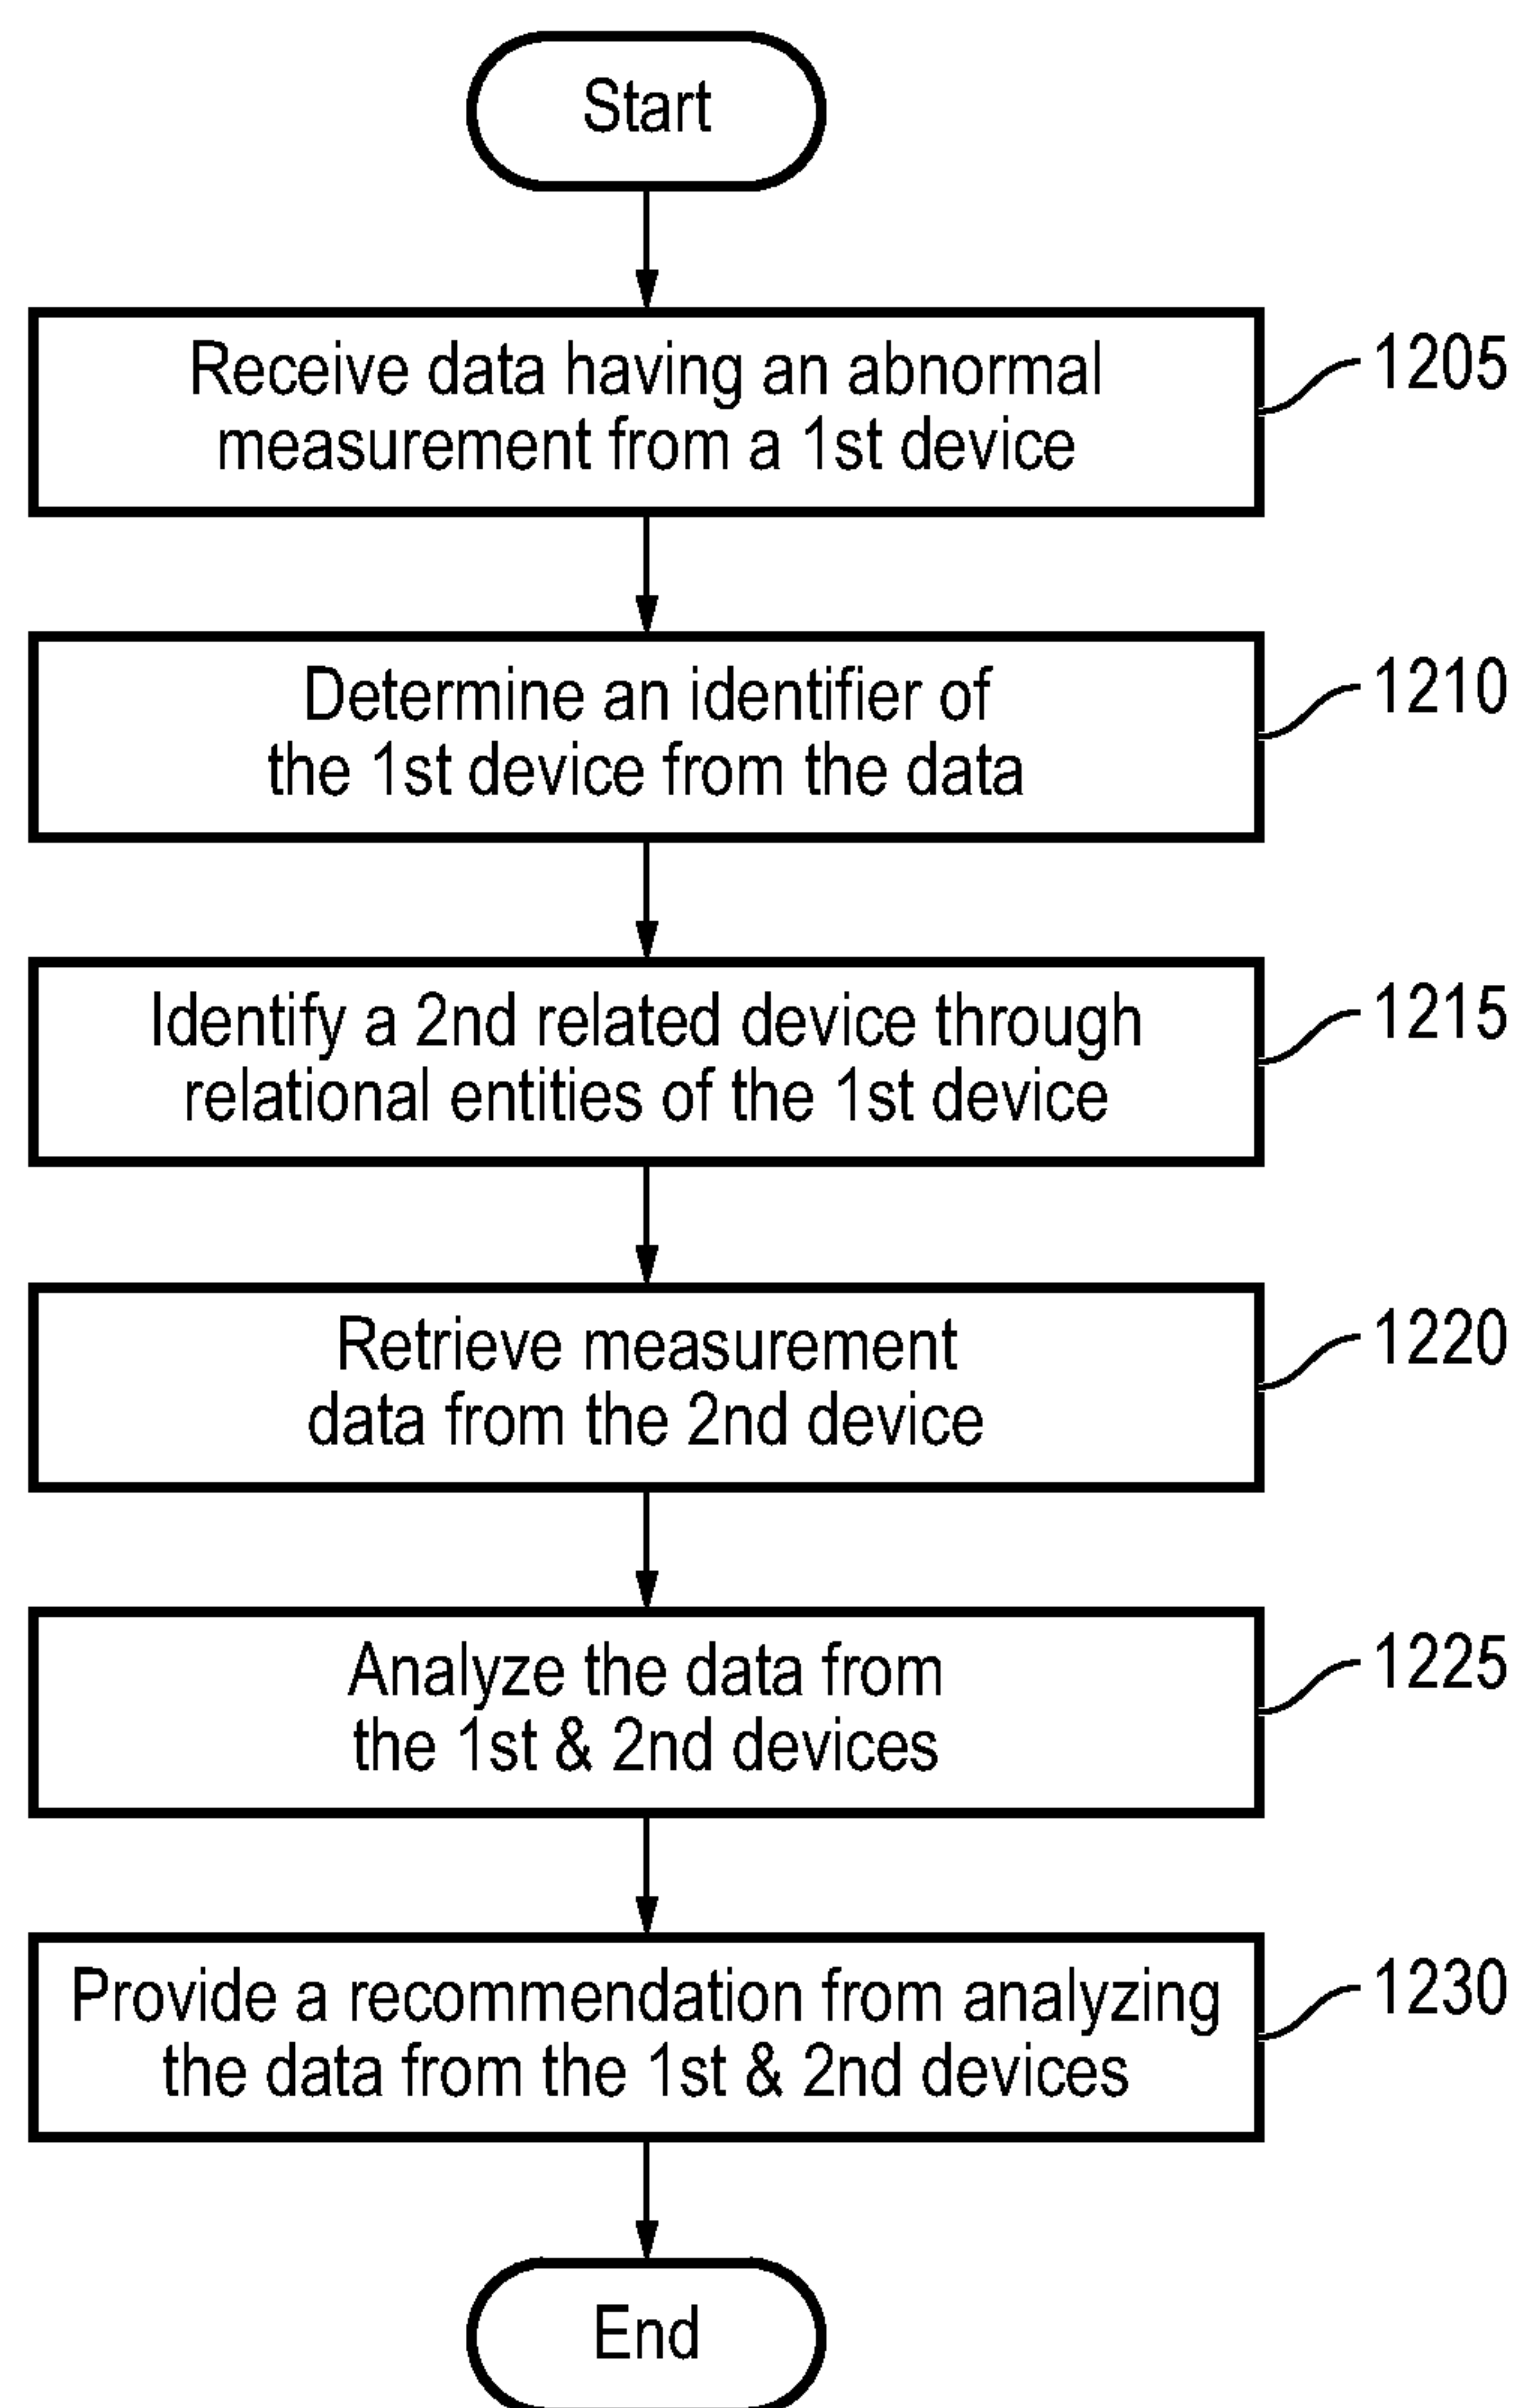 Start
Receive data having an abnormal
measurement from a 1st device
1205
Determine an identifier of
the 1st device from the data
1210
Identify a 2nd related device through
relational entities of the 1st device
1215
Retrieve measurement
data from the 2nd device
1220
Analyze the data from
the 1st & 2nd devices
1225
Provide a recommendation from analyzing
the data from the 1st & 2nd devices
1230
End